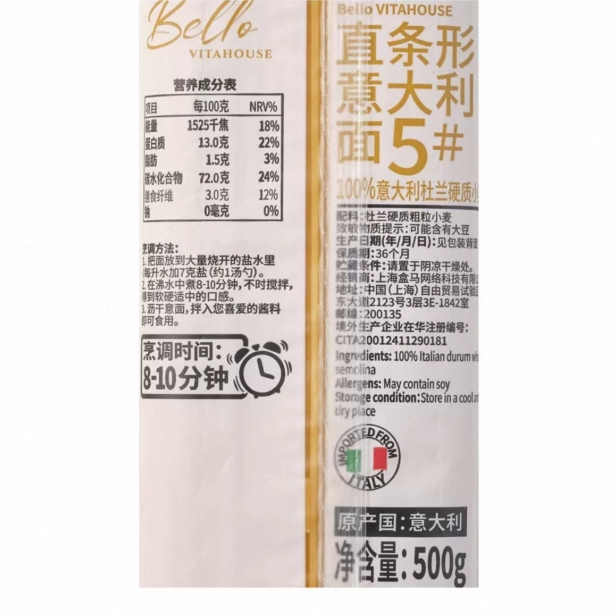 Bello
VITAHOUSE
营养成分表
项目 每100克 NRV%
能量 1525千焦 18%
蛋白质 13.0克 22%
脂肪 1.5克 3%
碳水化合物 72.0克 24%
膳食纤维 3.0克 12%
钠 0毫克 0%
烹调方法:
1.把面放到大量烧开的盐水里
每升水加7克盐(约1汤勺)。
2.在沸水中煮8-10分钟,不时搅拌,
得到软硬适中的口感。
3.沥干意面,拌入您喜爱的酱料
即可食用。
烹调时间:
8-10分钟
Bello VITAHOUSE
直条形
意大利
面5#
100%意大利杜兰硬质小
配料:杜兰硬质粗粒小麦
致敏物质提示:可能含有大豆
生产日期(年/月/日):见包装背面
保质期:36个月
贮藏条件:请置于阴凉干燥处。
经销商:上海盒马网络科技有限
地址:中国(上海)自由贸易试验
东大道2123号3层3E-1842室
邮编:200135
境外生产企业在华注册编号:
CITA20012411290181
Ingredients: 100% Italian durum
semolina
Allergens: May contain soy
Storage condition: Store in a cool
dry place
IMPORTED FROM
ITALY
原产国:意大利
净含量:500g